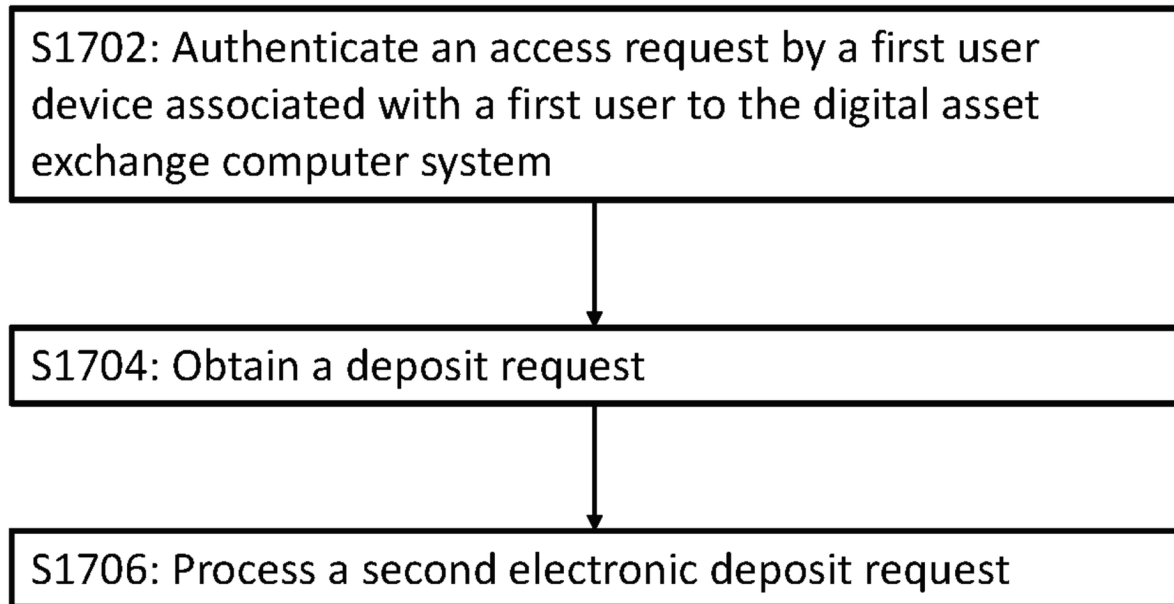 S1702: Authenticate an access request by a first user
device associated with a first user to the digital asset
exchange computer system
S1704: Obtain a deposit request
S1706: Process a second electronic deposit request